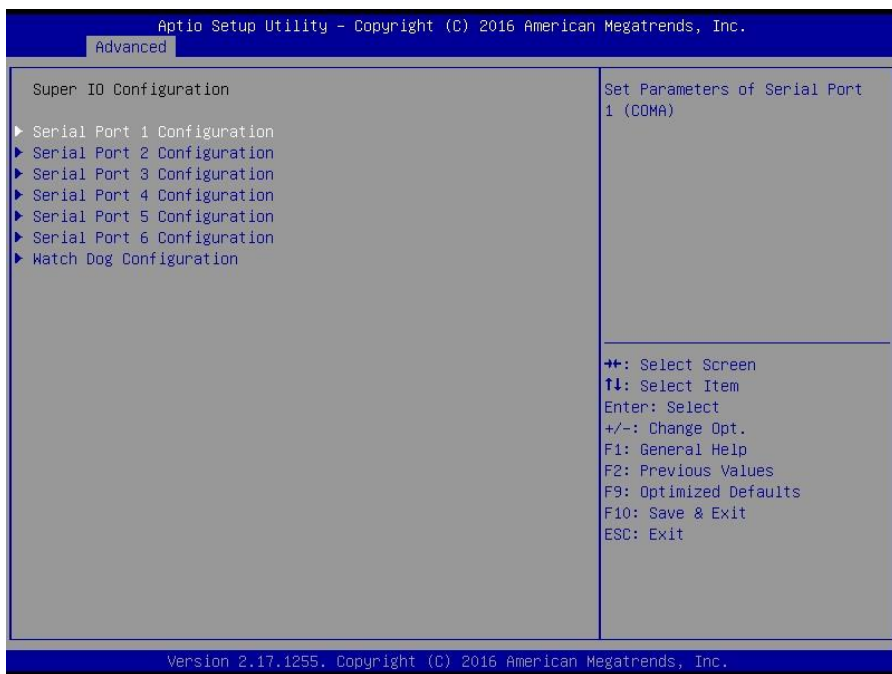 Aptio Setup Utility – Copyright (C) 2016 American Megatrends, Inc.
Advanced
Super IO Configuration
Serial Port 1 Configuration
Serial Port 2 Configuration
Serial Port 3 Configuration
Serial Port 4 Configuration
Serial Port 5 Configuration
Serial Port 6 Configuration
Watch Dog Configuration
Set Parameters of Serial Port
1 (COMA)
→←: Select Screen
↑↓: Select Item
Enter: Select
+/-: Change Opt.
F1: General Help
F2: Previous Values
F9: Optimized Defaults
F10: Save & Exit
ESC: Exit
Version 2.17.1255. Copyright (C) 2016 American Megatrends, Inc.